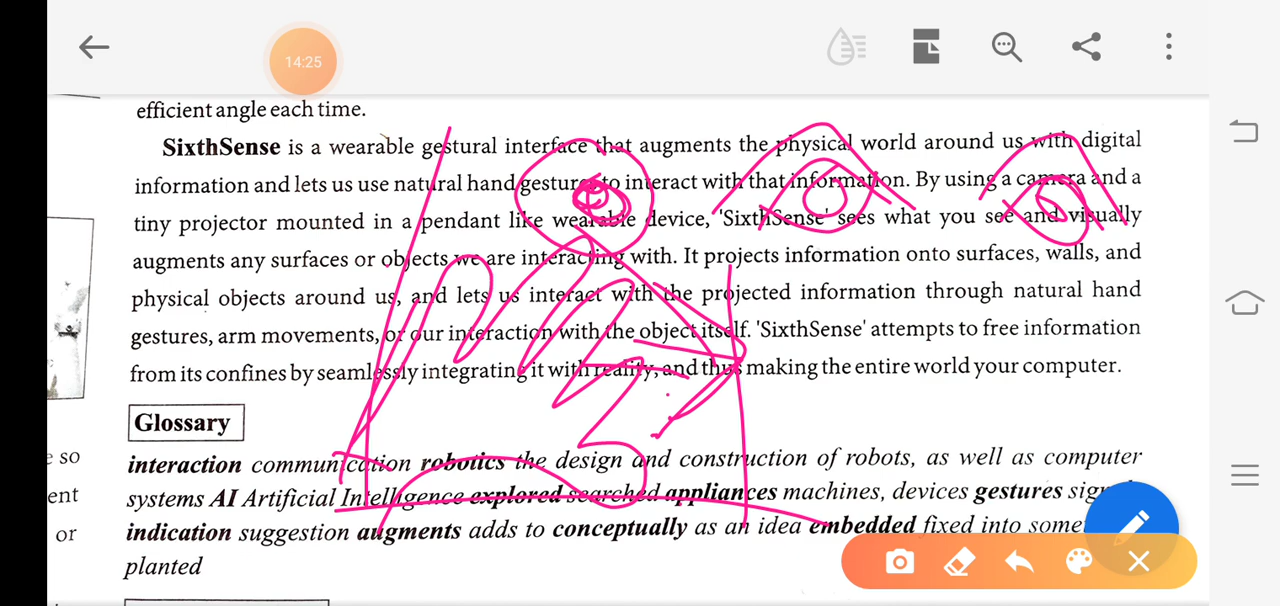 14:25
efficient angle each time.
SixthSense is a wearable gestural interface that augments the physical world around us with digital
information and lets us use natural hand gestures to interact with that information. By using a camera and a
tiny projector mounted in a pendant like wearable device, 'SixthSense' sees what you see and visually
augments any surfaces or objects we are interacting with. It projects information onto surfaces, walls, and
physical objects around us, and lets us interact with the projected information through natural hand
gestures, arm movements, or our interaction with the object itself. 'SixthSense' attempts to free information
from its confines by seamlessly integrating it with reality, and thus making the entire world your computer.
Glossary
so
interaction communication robotics the design and construction of robots, as well as computer
ent
systems AI Artificial Intelligence explored searched appliances machines, devices gestures
or
indication suggestion augments adds to conceptually as an idea embedded fixed into
planted